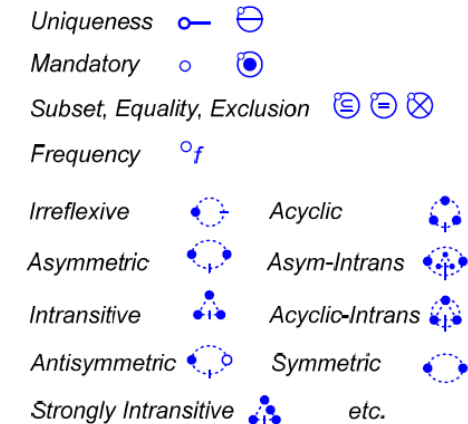 Uniqueness
Mandatory
Subset, Equality, Exclusion
Frequency f
Irreflexive Acyclic
Asymmetric Asym-Intrans
Intransitive Acyclic-Intrans
Antisymmetric Symmetric
Strongly Intransitive etc.